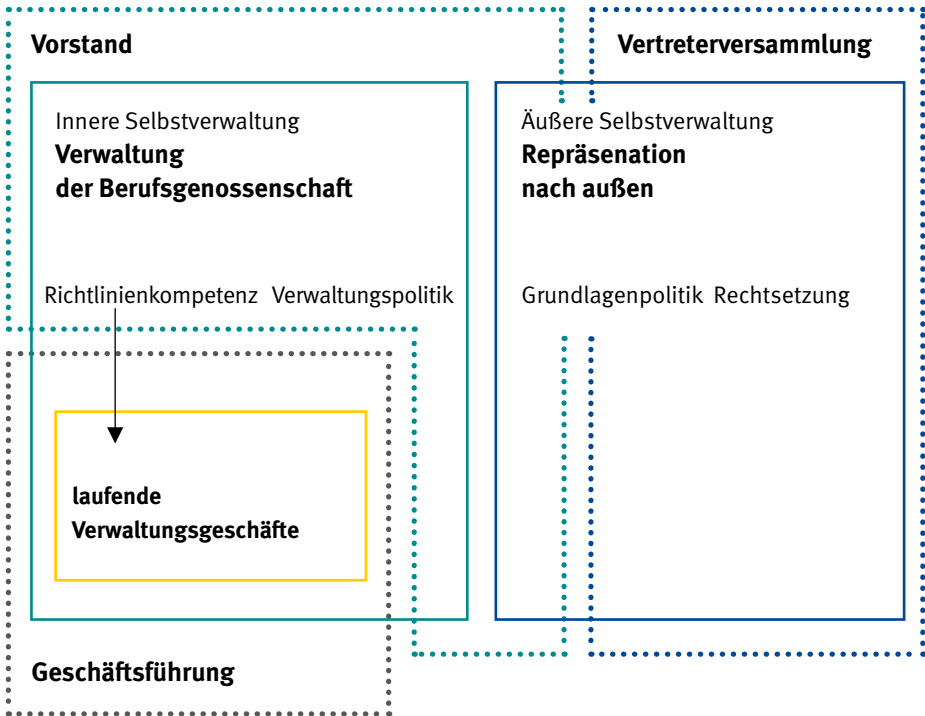 Vorstand
Vertreterversammlung
Innere Selbstverwaltung
Verwaltung
der Berufsgenossenschaft
Äußere Selbstverwaltung
Repräsenation
nach außen
Richtlinienkompetenz Verwaltungspolitik
Grundlagenpolitik Rechtsetzung
laufende
Verwaltungsgeschäfte
Geschäftsführung